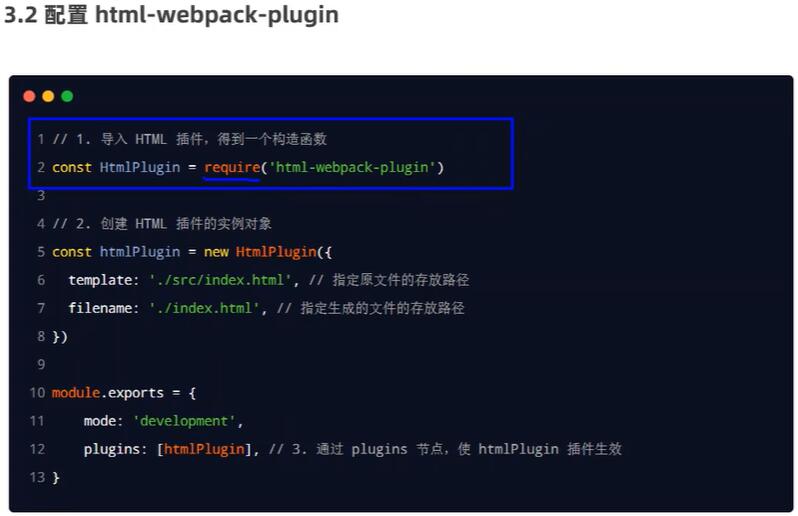 3.2 配置 html-webpack-plugin
1 // 1. 导入 HTML 插件，得到一个构造函数
2 const HtmlPlugin = require('html-webpack-plugin')
3
4 // 2. 创建 HTML 插件的实例对象
5 const htmlPlugin = new HtmlPlugin({
6   template: './src/index.html', // 指定原文件的存放路径
7   filename: './index.html', // 指定生成的文件的存放路径
8 })
9
10 module.exports = {
11     mode: 'development',
12     plugins: [htmlPlugin], // 3. 通过 plugins 节点，使 htmlPlugin 插件生效
13 }